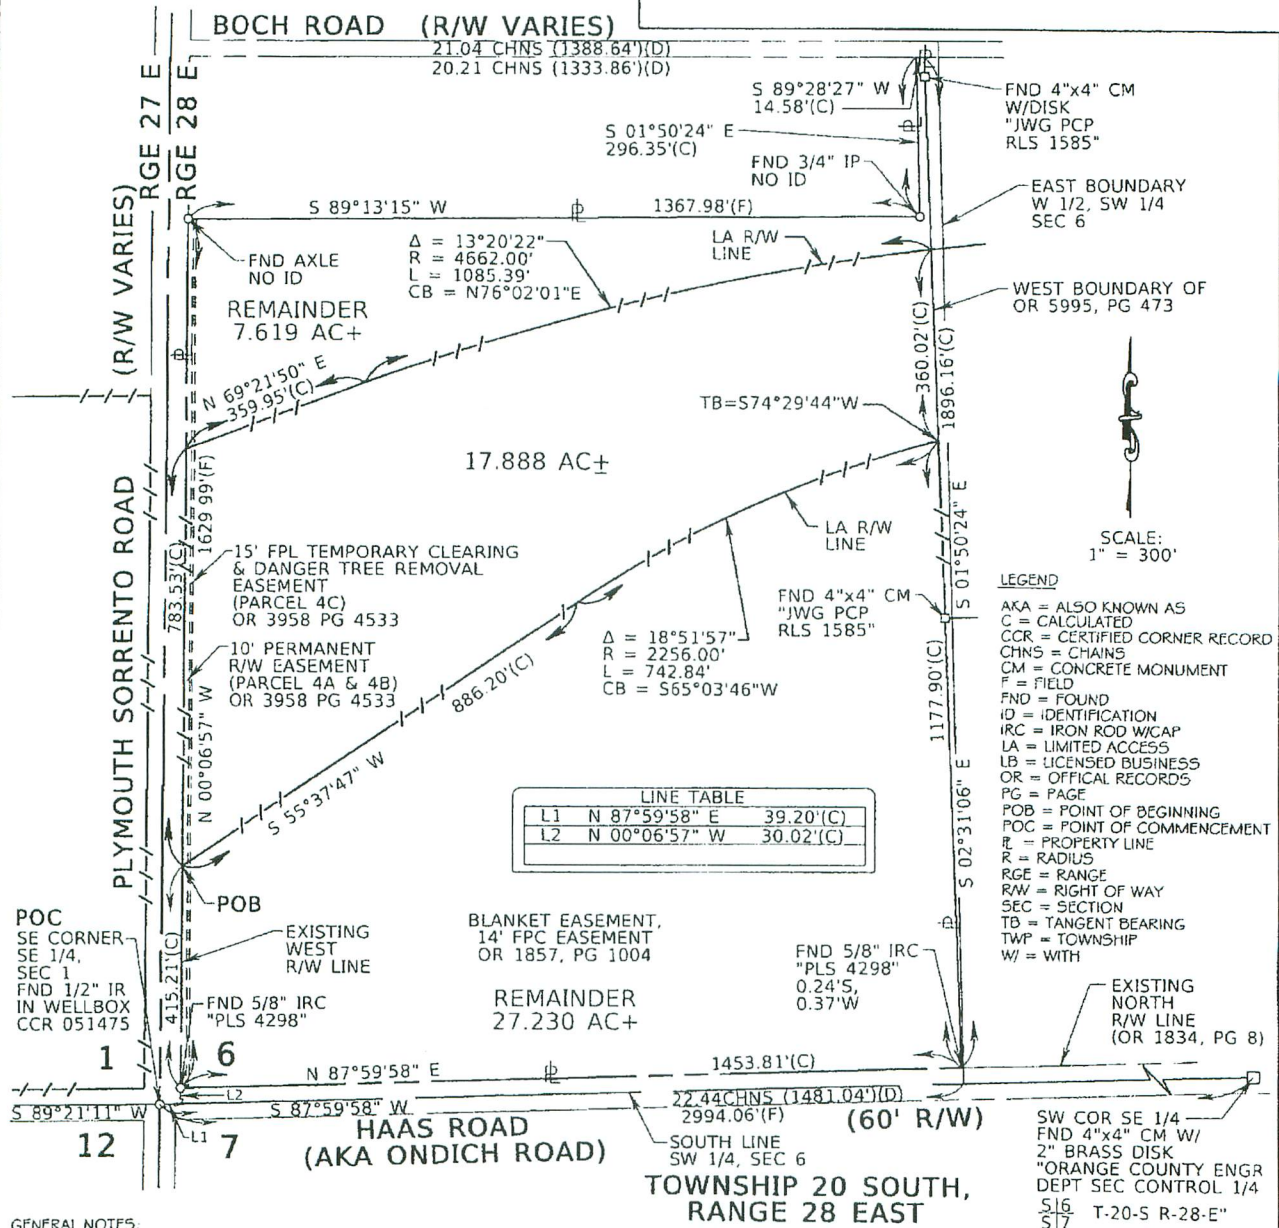 BOCH ROAD (R/W VARIES)
21.04 CHNS (1388.64')(D)
20.21 CHNS (1333.86')(D)
RGE 27 E
RGE 28 E
S 89°28'27" W
14.58'(C)
S 01°50'24" E
296.35'(C)
FND 3/4" IP
NO ID
FND 4"x4" CM
W/DISK
"JWG PCP
RLS 1585"
EAST BOUNDARY
W 1/2, SW 1/4
SEC 6
WEST BOUNDARY OF
OR 5995, PG 473
S 89°13'15" W
1367.98'(F)
FND AXLE
NO ID
REMAINDER
7.619 AC+
Δ = 13°20'22"
R = 4662.00'
L = 1085.39'
CB = N76°02'01"E
LA R/W
LINE
(R/W VARIES)
PLYMOUTH SORRENTO ROAD
N 69°21'50" E
359.95'(C)
360.02'(C)
1896.16'(C)
TB=S74°29'44"W
17.888 AC±
1629 99'(F)
783.53'(C)
15' FPL TEMPORARY CLEARING
& DANGER TREE REMOVAL
EASEMENT
(PARCEL 4C)
OR 3958 PG 4533
10' PERMANENT
R/W EASEMENT
(PARCEL 4A & 4B)
OR 3958 PG 4533
N 00°06'57" W
LA R/W
LINE
FND 4"x4" CM
"JWG PCP
RLS 1585"
S 01°50'24" E
Δ = 18°51'57"
R = 2256.00'
L = 742.84'
CB = S65°03'46"W
886.20'(C)
S 55°37'47" W
1177.90'(C)
S 02°31'06" E
SCALE:
1" = 300'
LEGEND
AKA = ALSO KNOWN AS
C = CALCULATED
CCR = CERTIFIED CORNER RECORD
CHNS = CHAINS
CM = CONCRETE MONUMENT
F = FIELD
FND = FOUND
ID = IDENTIFICATION
IRC = IRON ROD W/CAP
LA = LIMITED ACCESS
LB = LICENSED BUSINESS
OR = OFFICAL RECORDS
PG = PAGE
POB = POINT OF BEGINNING
POC = POINT OF COMMENCEMENT
PL = PROPERTY LINE
R = RADIUS
RGE = RANGE
R/W = RIGHT OF WAY
SEC = SECTION
TB = TANGENT BEARING
TWP = TOWNSHIP
W/ = WITH
LINE TABLE
L1 N 87°59'58" E 39.20'(C)
L2 N 00°06'57" W 30.02'(C)
POB
POC
SE CORNER
SE 1/4,
SEC 1
FND 1/2" IR
IN WELLBOX
CCR 051475
415.21'(C)
EXISTING
WEST
R/W LINE
FND 5/8" IRC
"PLS 4298"
BLANKET EASEMENT,
14' FPC EASEMENT
OR 1857, PG 1004
REMAINDER
27.230 AC+
FND 5/8" IRC
"PLS 4298"
0.24'S,
0.37'W
EXISTING
NORTH
R/W LINE
(OR 1834, PG 8)
1 6
N 87°59'58" E
1453.81'(C)
L2
S 89°21'11" W
S 87°59'58" W
22.44CHNS (1481.04')(D)
2994.06'(F)
12
L1 7
HAAS ROAD
(AKA ONDICH ROAD)
(60' R/W)
SOUTH LINE
SW 1/4, SEC 6
SW COR SE 1/4
FND 4"x4" CM W/
2" BRASS DISK
"ORANGE COUNTY ENGR
DEPT SEC CONTROL 1/4
S|6
S|7 T-20-S R-28-E"
TOWNSHIP 20 SOUTH,
RANGE 28 EAST
GENERAL NOTES: